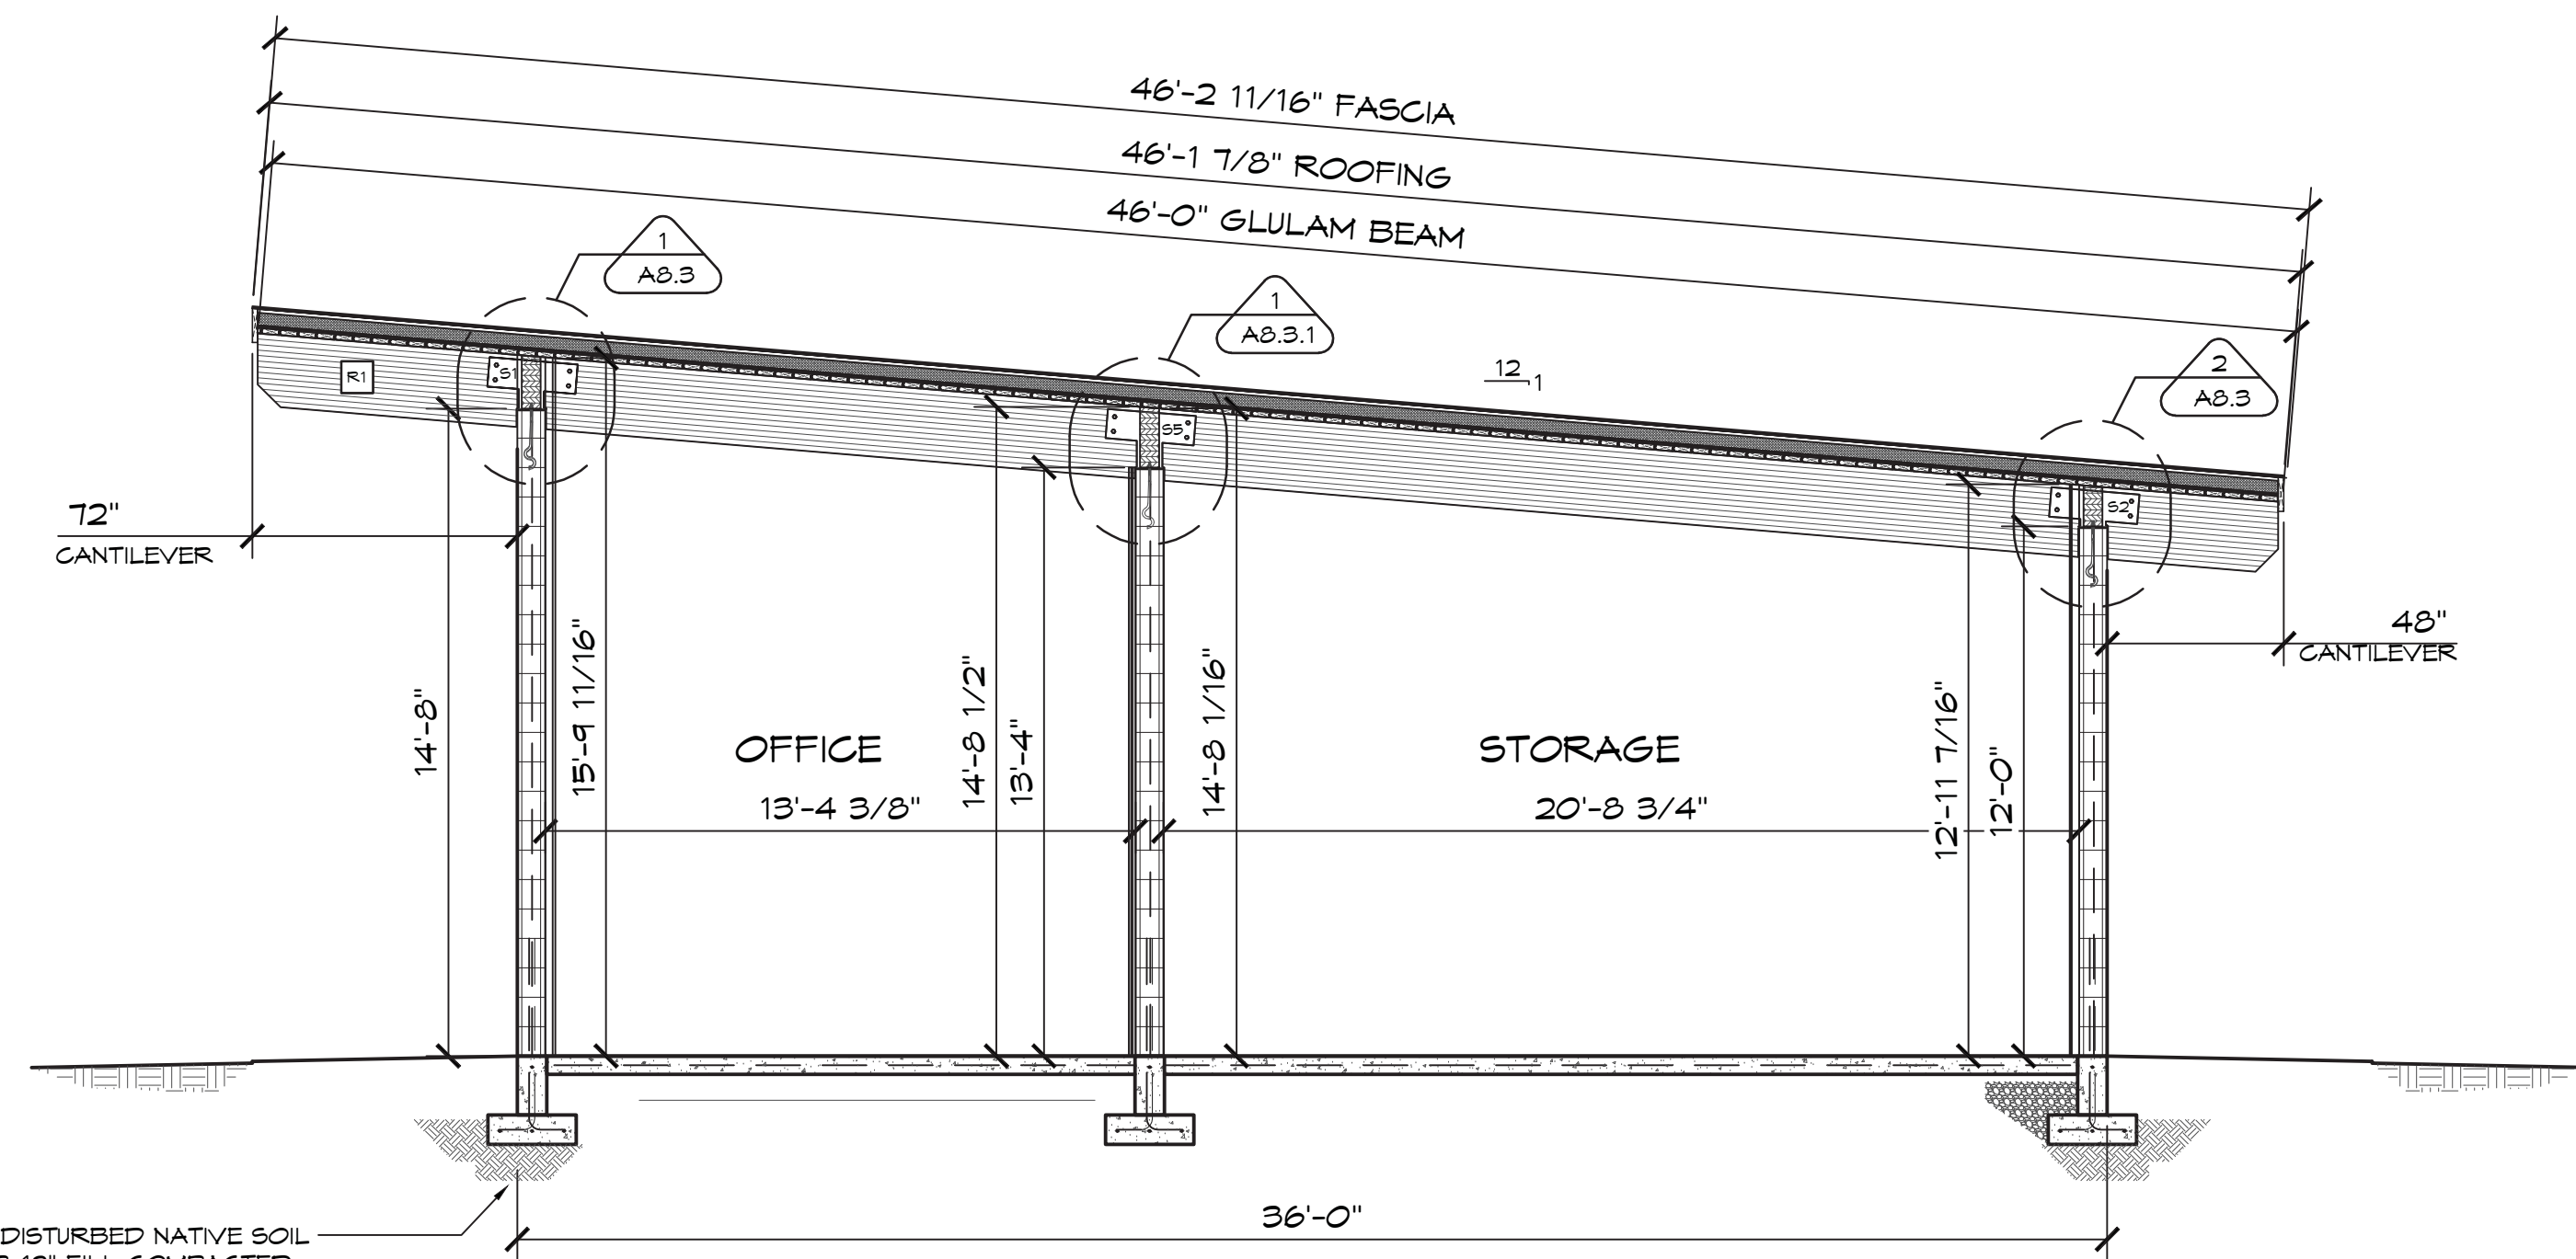 46'-2 11/16" FASCIA
46'-1 7/8" ROOFING
46'-0" GLULAM BEAM
1
A8.3
1
A8.3.1
12
1
2
A8.3
R1
S1
S5
S2
72"
CANTILEVER
48"
CANTILEVER
14'-8"
15'-9 11/16"
OFFICE
13'-4 3/8"
14'-8 1/2"
13'-4"
14'-8 1/16"
STORAGE
20'-8 3/4"
12'-11 7/16"
12'-0"
36'-0"
DISTURBED NATIVE SOIL